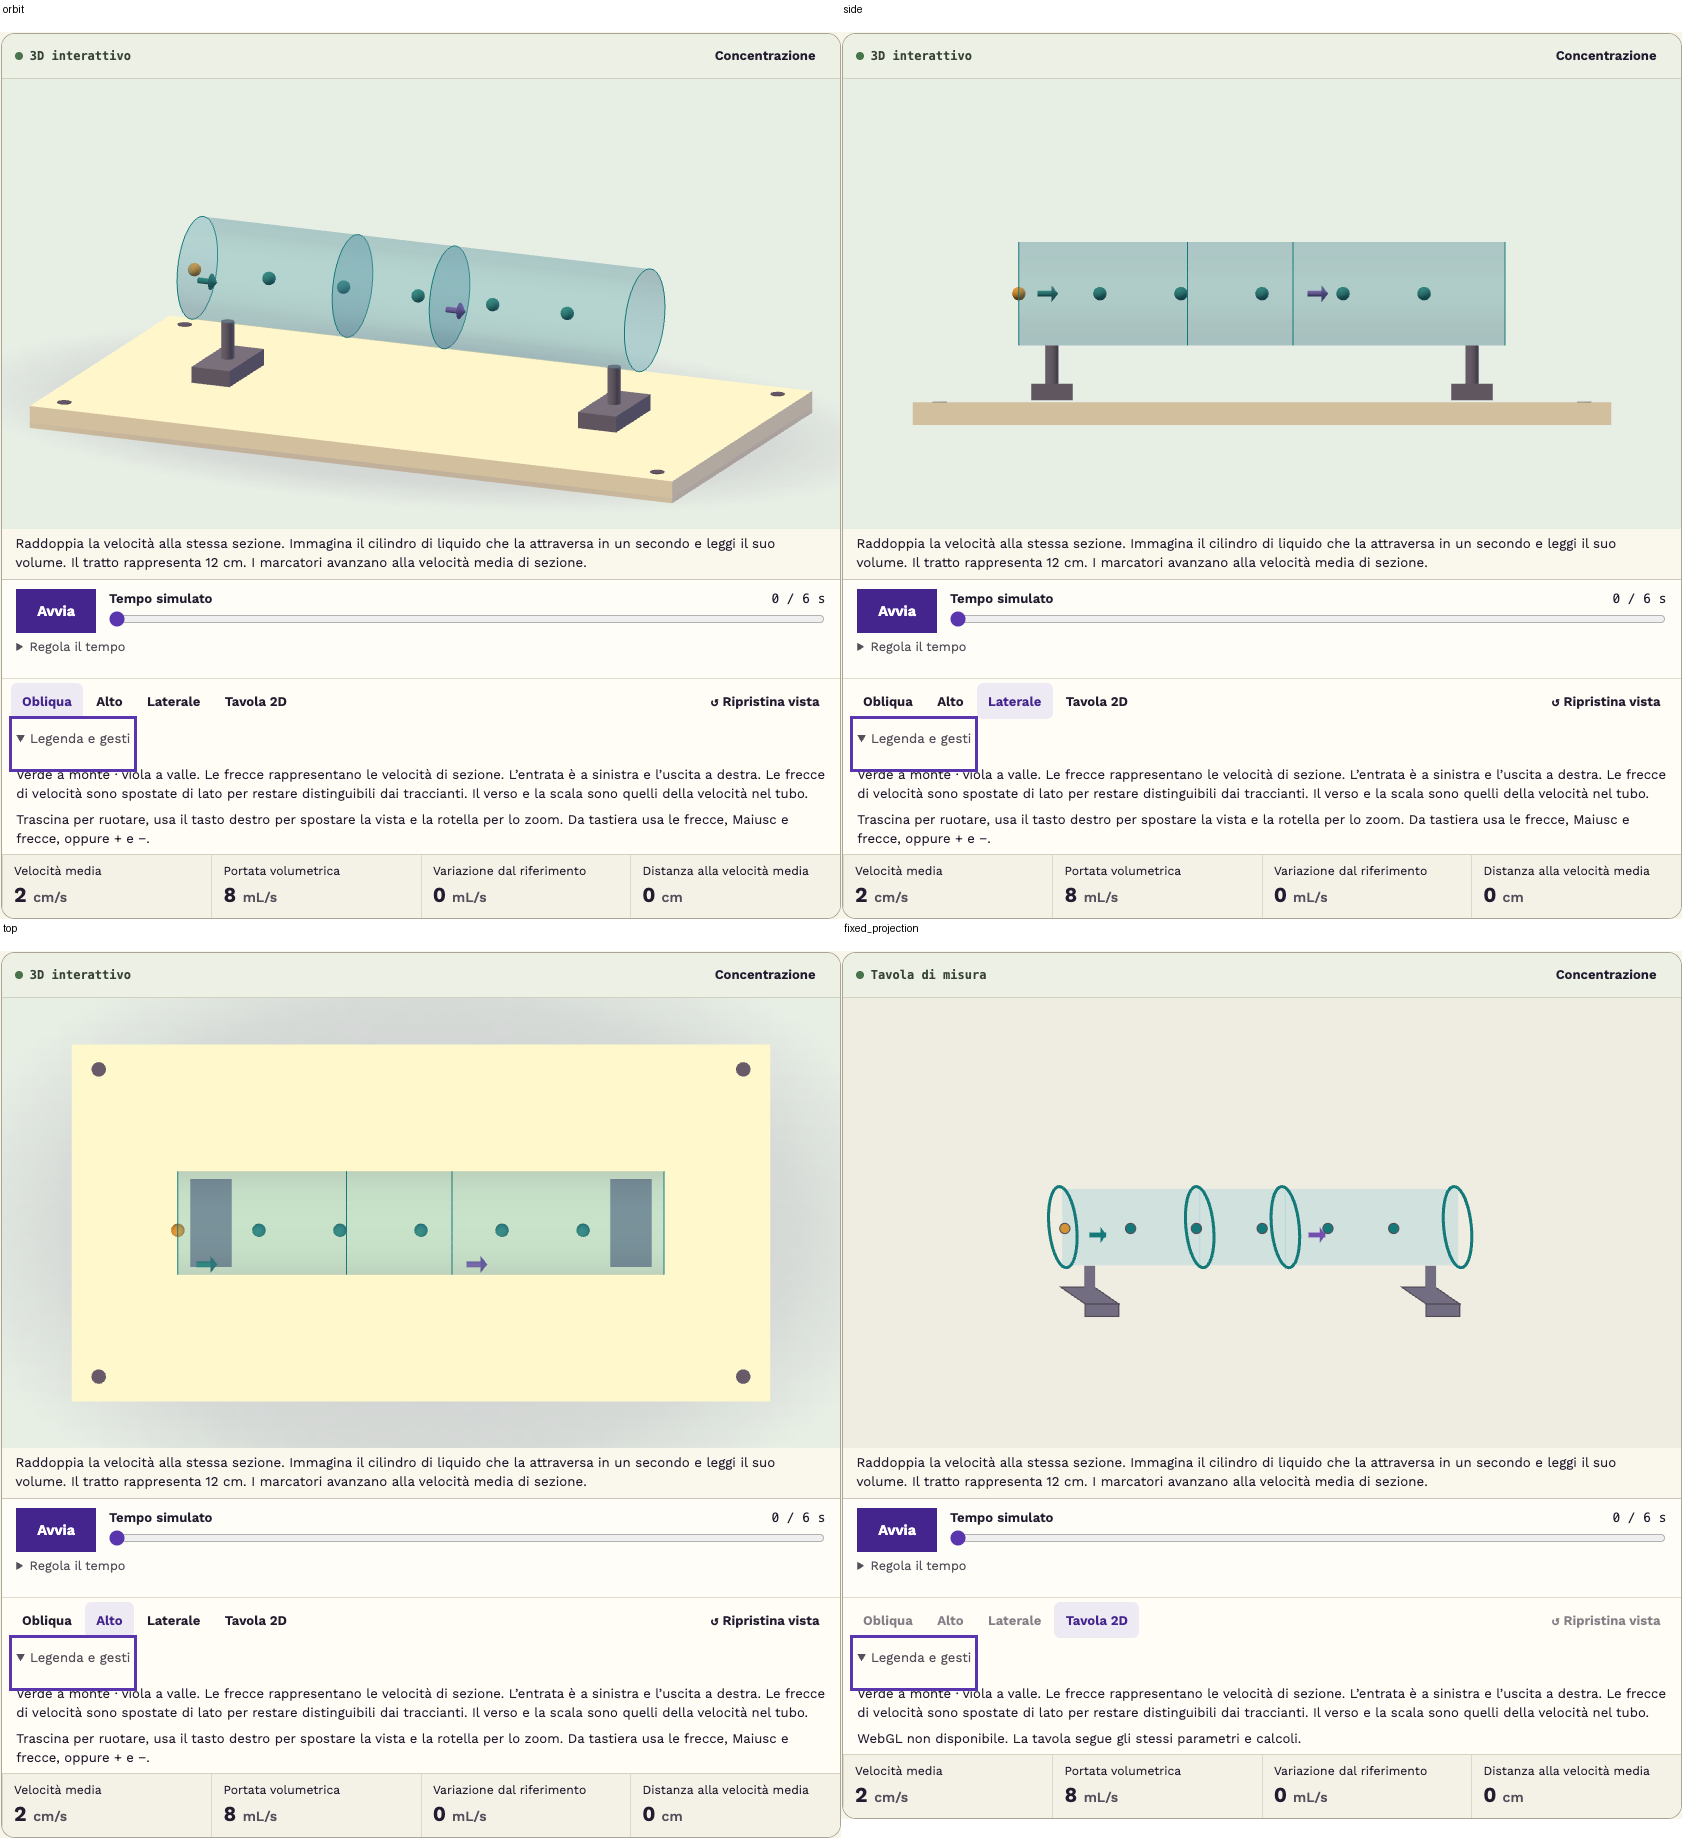 orbit
3D interattivo
Concentrazione
Raddoppia la velocità alla stessa sezione. Immagina il cilindro di liquido che la attraversa in un secondo e leggi il suo
volume. Il tratto rappresenta 12 cm. I marcatori avanzano alla velocità media di sezione.
Avvia
Tempo simulato
0 / 6 s
▶ Regola il tempo
Obliqua
Alto
Laterale
Tavola 2D
↺ Ripristina vista
▼ Legenda e gesti
Verde a monte · viola a valle. Le frecce rappresentano le velocità di sezione. L’entrata è a sinistra e l’uscita a destra. Le frecce
di velocità sono spostate di lato per restare distinguibili dai traccianti. Il verso e la scala sono quelli della velocità nel tubo.
Trascina per ruotare, usa il tasto destro per spostare la vista e la rotella per lo zoom. Da tastiera usa le frecce, Maiusc e
frecce, oppure + e −.
Velocità media
2 cm/s
Portata volumetrica
8 mL/s
Variazione dal riferimento
0 mL/s
Distanza alla velocità media
0 cm
side
3D interattivo
Concentrazione
Raddoppia la velocità alla stessa sezione. Immagina il cilindro di liquido che la attraversa in un secondo e leggi il suo
volume. Il tratto rappresenta 12 cm. I marcatori avanzano alla velocità media di sezione.
Avvia
Tempo simulato
0 / 6 s
▶ Regola il tempo
Obliqua
Alto
Laterale
Tavola 2D
↺ Ripristina vista
▼ Legenda e gesti
Verde a monte · viola a valle. Le frecce rappresentano le velocità di sezione. L’entrata è a sinistra e l’uscita a destra. Le frecce
di velocità sono spostate di lato per restare distinguibili dai traccianti. Il verso e la scala sono quelli della velocità nel tubo.
Trascina per ruotare, usa il tasto destro per spostare la vista e la rotella per lo zoom. Da tastiera usa le frecce, Maiusc e
frecce, oppure + e −.
Velocità media
2 cm/s
Portata volumetrica
8 mL/s
Variazione dal riferimento
0 mL/s
Distanza alla velocità media
0 cm
top
3D interattivo
Concentrazione
Raddoppia la velocità alla stessa sezione. Immagina il cilindro di liquido che la attraversa in un secondo e leggi il suo
volume. Il tratto rappresenta 12 cm. I marcatori avanzano alla velocità media di sezione.
Avvia
Tempo simulato
0 / 6 s
▶ Regola il tempo
Obliqua
Alto
Laterale
Tavola 2D
↺ Ripristina vista
▼ Legenda e gesti
Verde a monte · viola a valle. Le frecce rappresentano le velocità di sezione. L’entrata è a sinistra e l’uscita a destra. Le frecce
di velocità sono spostate di lato per restare distinguibili dai traccianti. Il verso e la scala sono quelli della velocità nel tubo.
Trascina per ruotare, usa il tasto destro per spostare la vista e la rotella per lo zoom. Da tastiera usa le frecce, Maiusc e
frecce, oppure + e −.
Velocità media
2 cm/s
Portata volumetrica
8 mL/s
Variazione dal riferimento
0 mL/s
Distanza alla velocità media
0 cm
fixed_projection
Tavola di misura
Concentrazione
Raddoppia la velocità alla stessa sezione. Immagina il cilindro di liquido che la attraversa in un secondo e leggi il suo
volume. Il tratto rappresenta 12 cm. I marcatori avanzano alla velocità media di sezione.
Avvia
Tempo simulato
0 / 6 s
▶ Regola il tempo
Obliqua
Alto
Laterale
Tavola 2D
↺ Ripristina vista
▼ Legenda e gesti
Verde a monte · viola a valle. Le frecce rappresentano le velocità di sezione. L’entrata è a sinistra e l’uscita a destra. Le frecce
di velocità sono spostate di lato per restare distinguibili dai traccianti. Il verso e la scala sono quelli della velocità nel tubo.
WebGL non disponibile. La tavola segue gli stessi parametri e calcoli.
Velocità media
2 cm/s
Portata volumetrica
8 mL/s
Variazione dal riferimento
0 mL/s
Distanza alla velocità media
0 cm